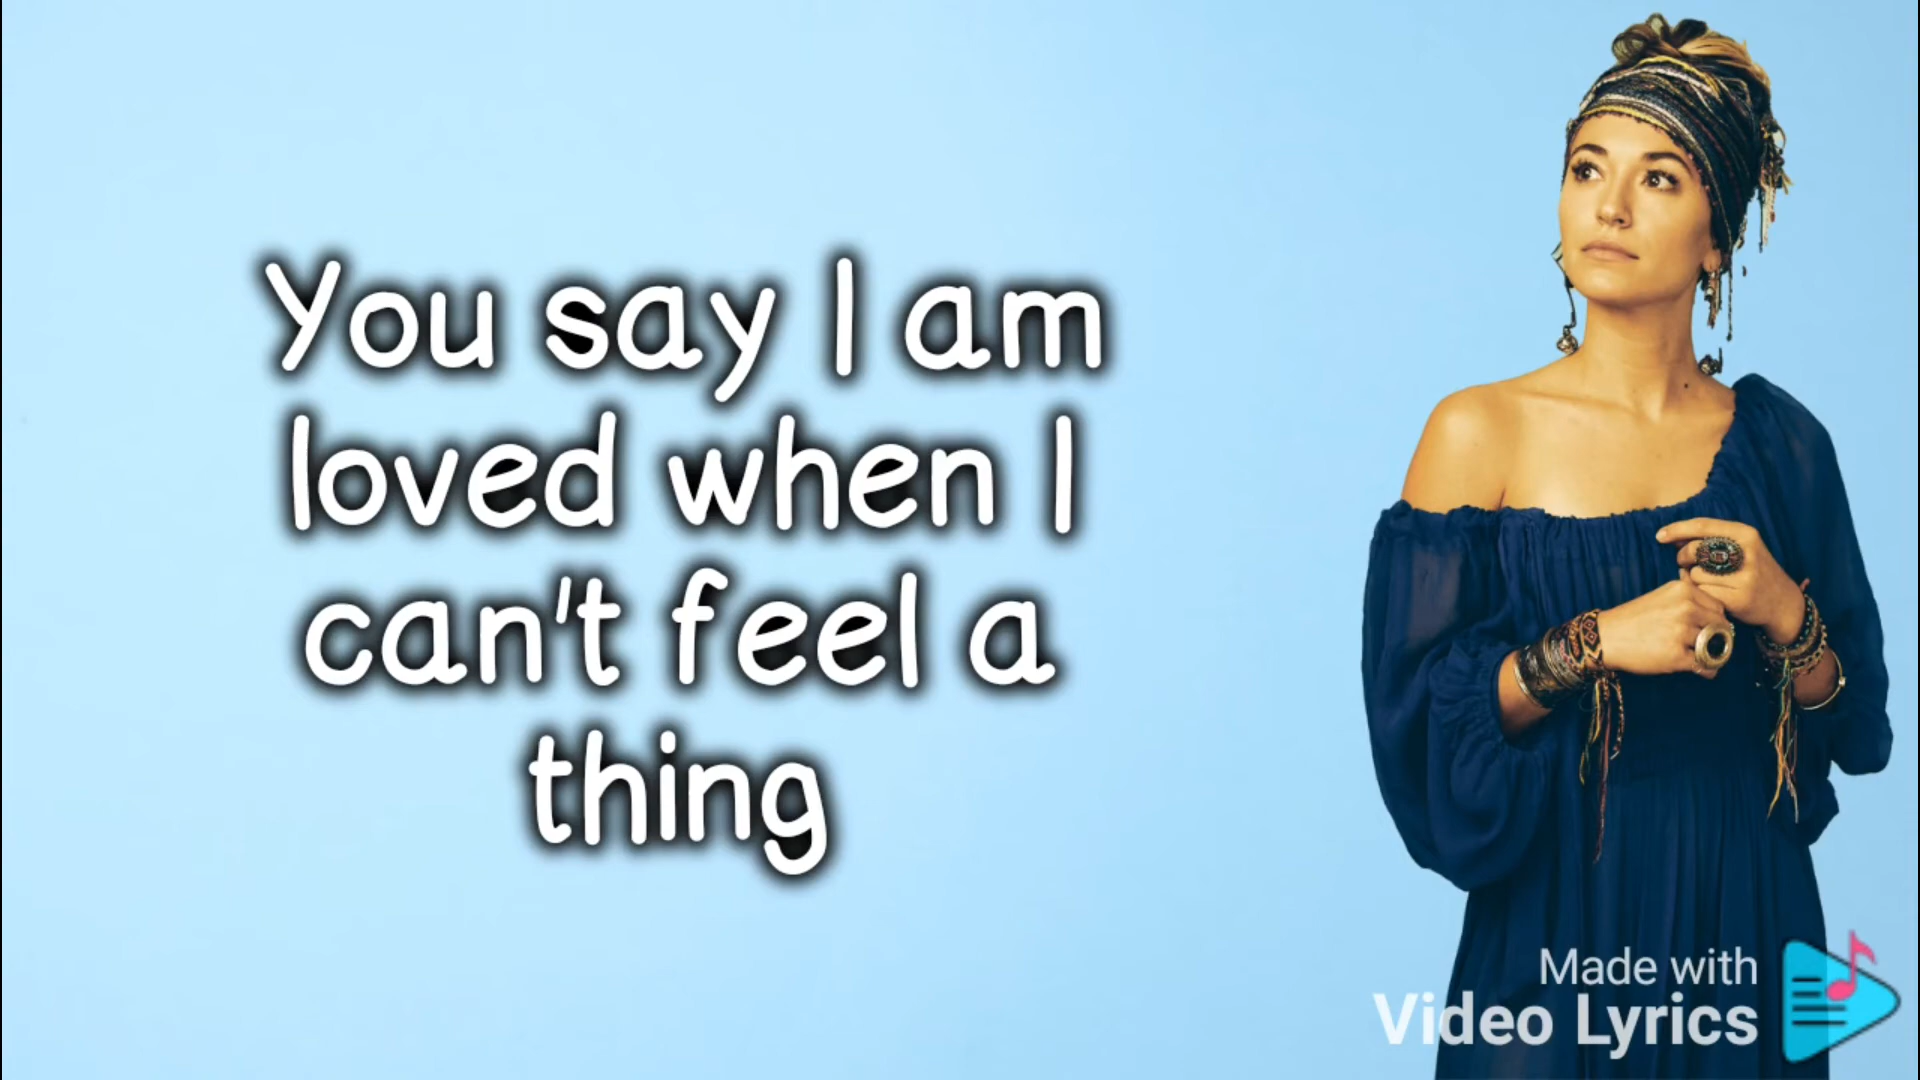 You say I am
loved when I
can't feel a
thing
Made with
Video Lyrics